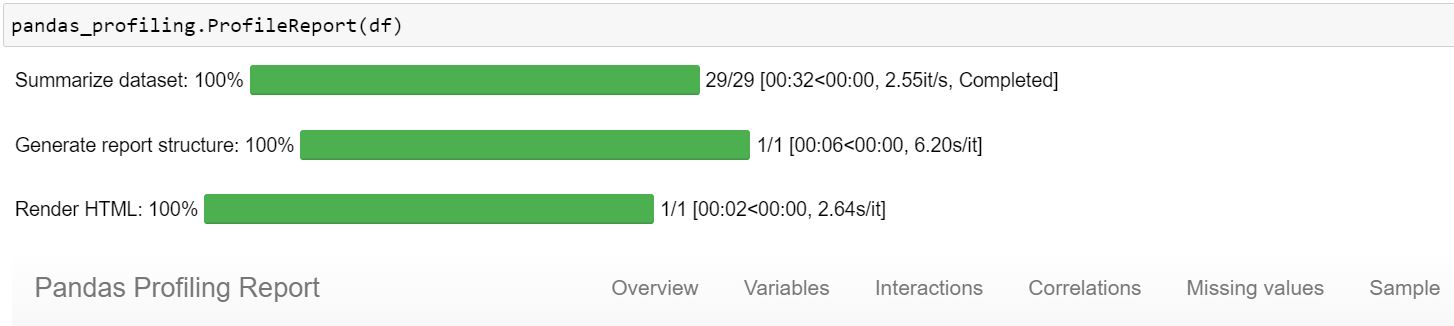 pandas_profiling.ProfileReport(df)
Summarize dataset: 100% 29/29 [00:32<00:00, 2.55it/s, Completed]
Generate report structure: 100% 1/1 [00:06<00:00, 6.20s/it]
Render HTML: 100% 1/1 [00:02<00:00, 2.64s/it]
Pandas Profiling Report Overview Variables Interactions Correlations Missing values Sample